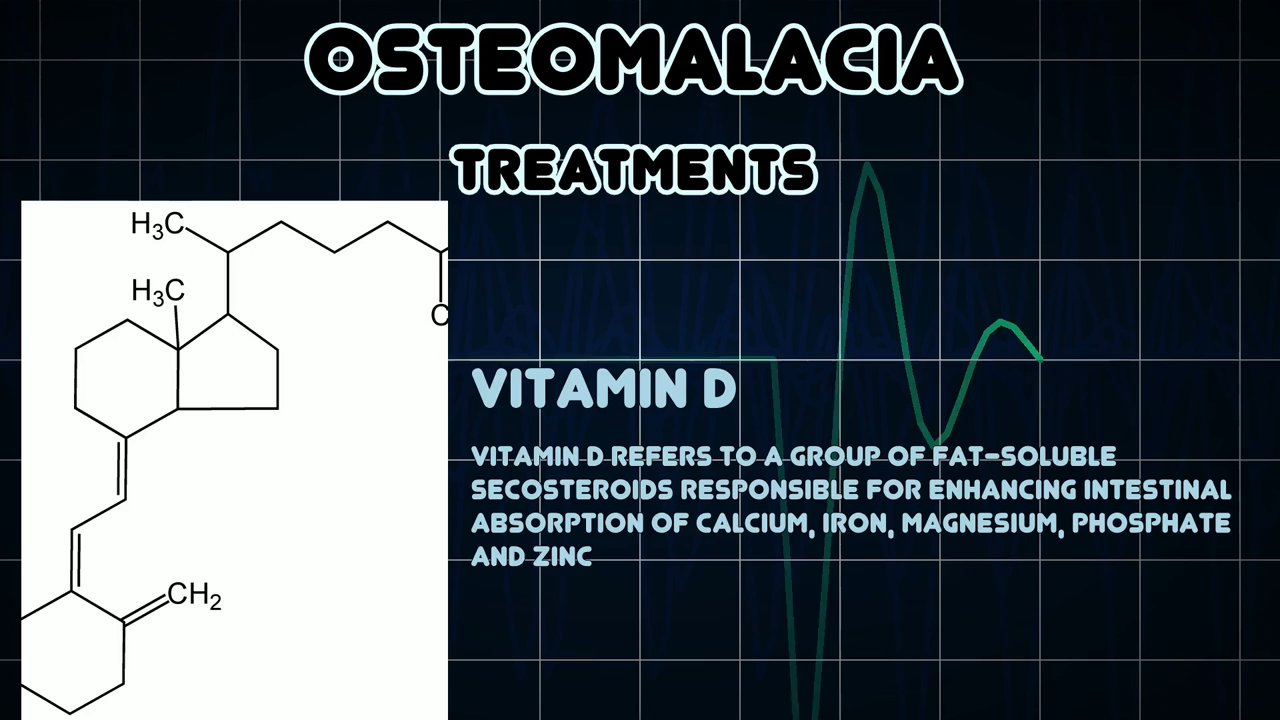 OSTEOMALACIA
TREATMENTS
H₃C
H₃C
C
CH₂
VITAMIN D
VITAMIN D REFERS TO A GROUP OF FAT-SOLUBLE
SECOSTEROIDS RESPONSIBLE FOR ENHANCING INTESTINAL
ABSORPTION OF CALCIUM, IRON, MAGNESIUM, PHOSPHATE
AND ZINC